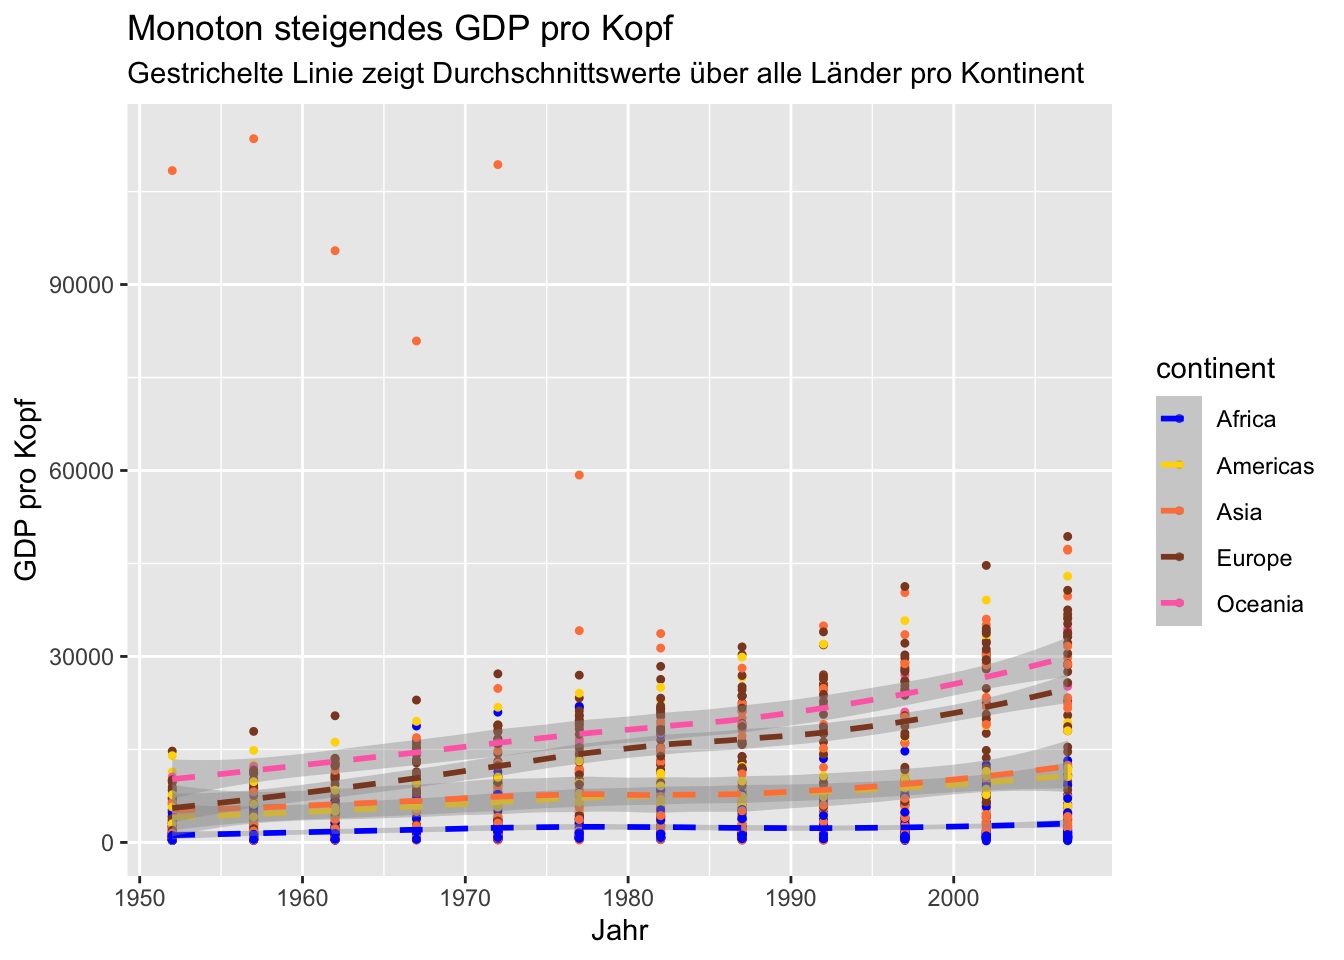 Monoton steigendes GDP pro Kopf
Gestrichelte Linie zeigt Durchschnittswerte über alle Länder pro Kontinent
90000
60000
30000
0
GDP pro Kopf
1950 1960 1970 1980 1990 2000
Jahr
continent
Africa
Americas
Asia
Europe
Oceania